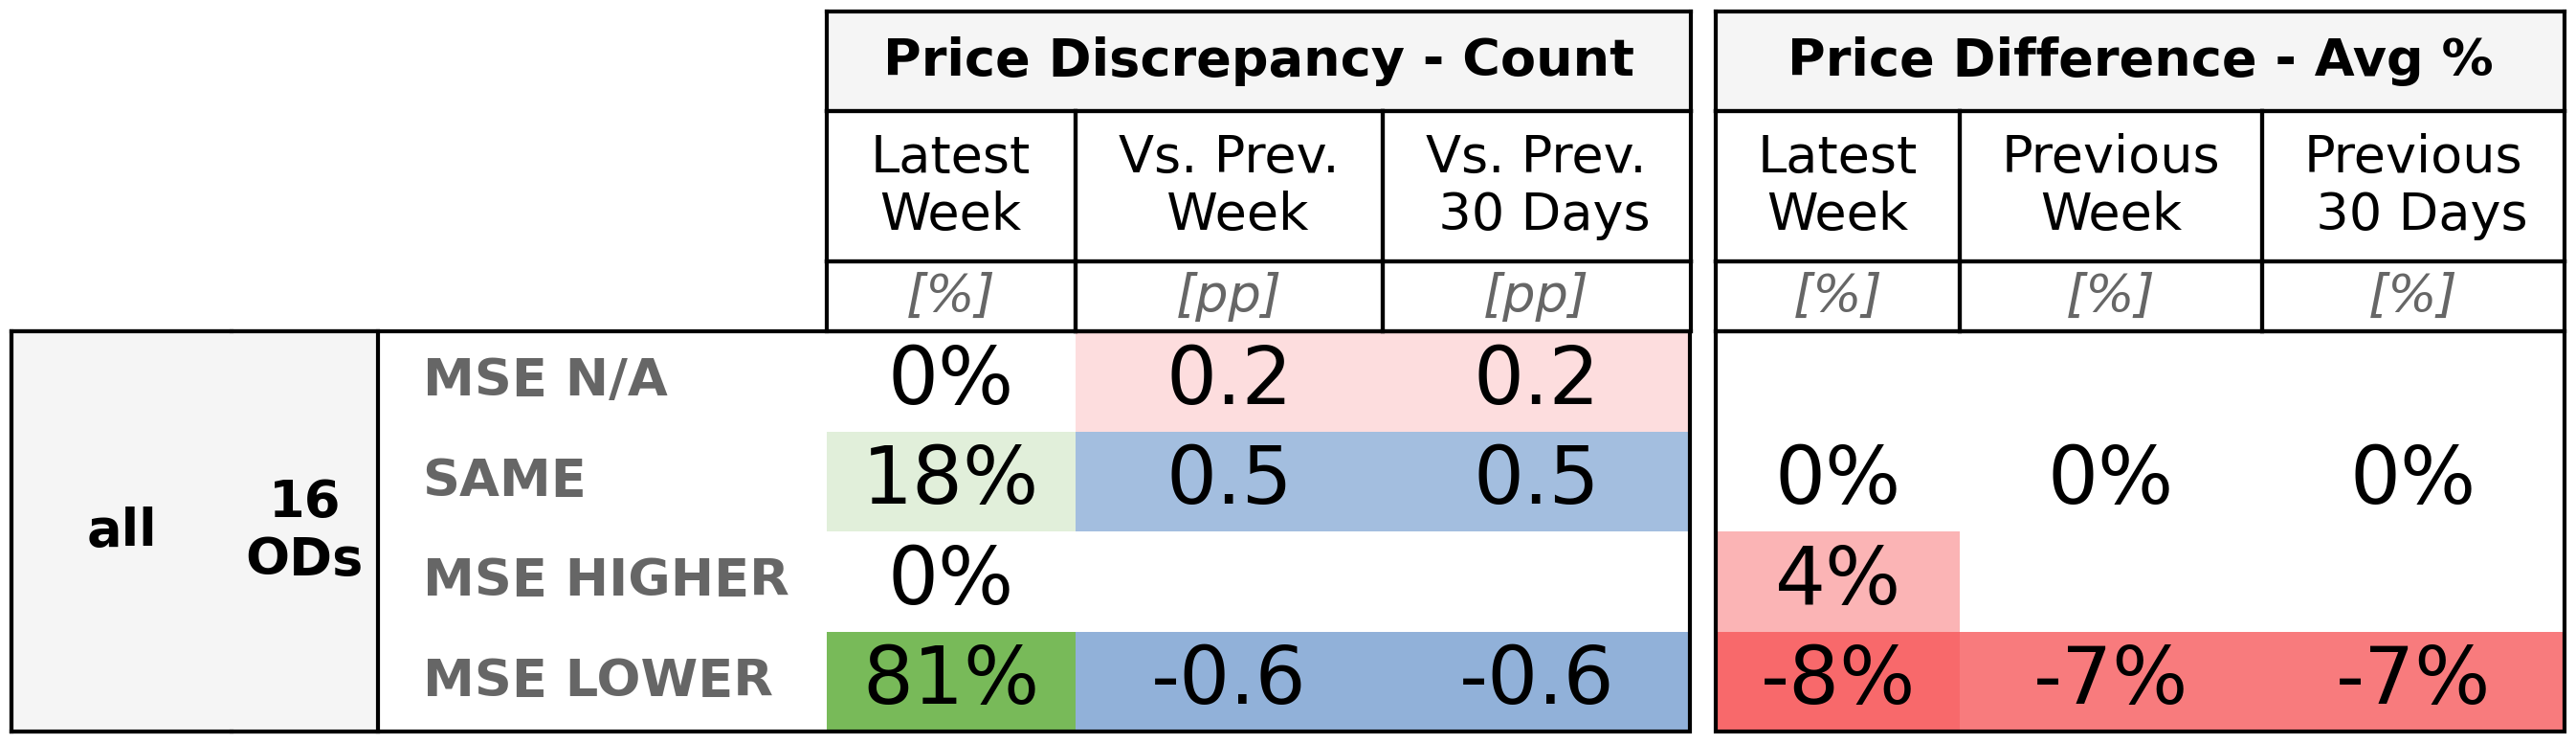 Price Discrepancy - Count Price Difference - Avg %
Latest Week Vs. Prev. Week Vs. Prev. 30 Days Latest Week Previous Week Previous 30 Days
[%] [pp] [pp] [%] [%] [%]
all 16 ODs
MSE N/A 0% 0.2 0.2
SAME 18% 0.5 0.5 0% 0% 0%
MSE HIGHER 0% 4%
MSE LOWER 81% -0.6 -0.6 -8% -7% -7%